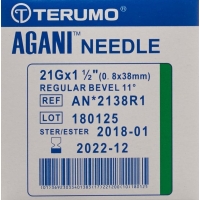 TERUMO
AGANI™ NEEDLE
21Gx1 ½"(0.8x38mm)
REGULAR BEVEL 11°
REF AN*2138R1
LOT 180125
STER/ESTER 2018-01
2022-12